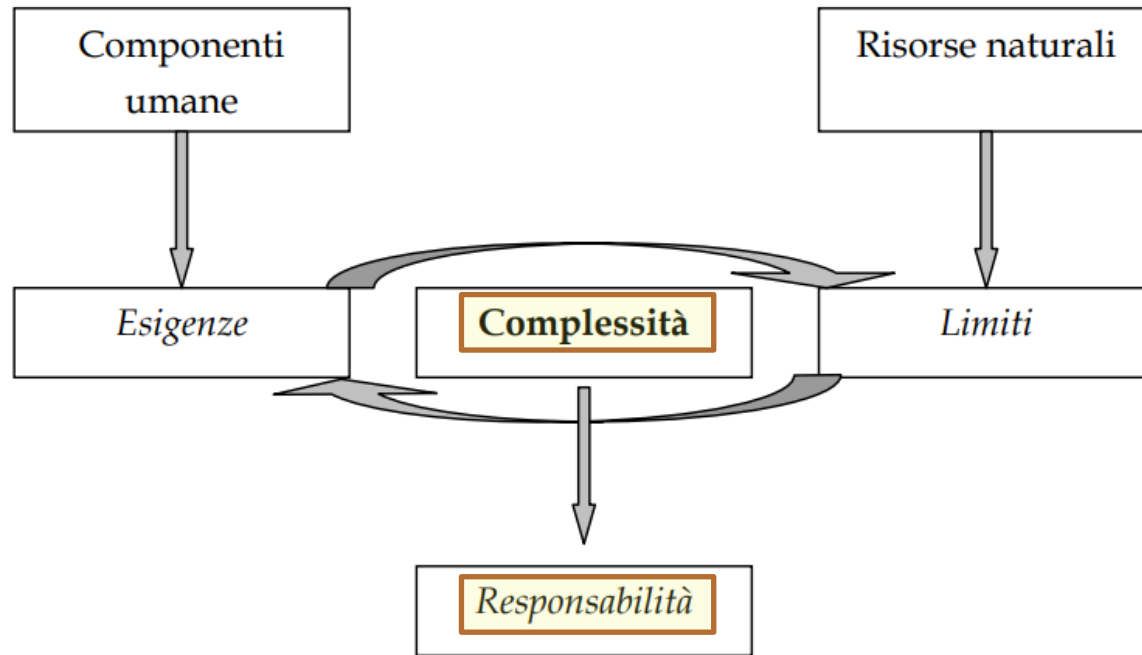 Componenti
umane
Risorse naturali
Esigenze
Complessità
Limiti
Responsabilità